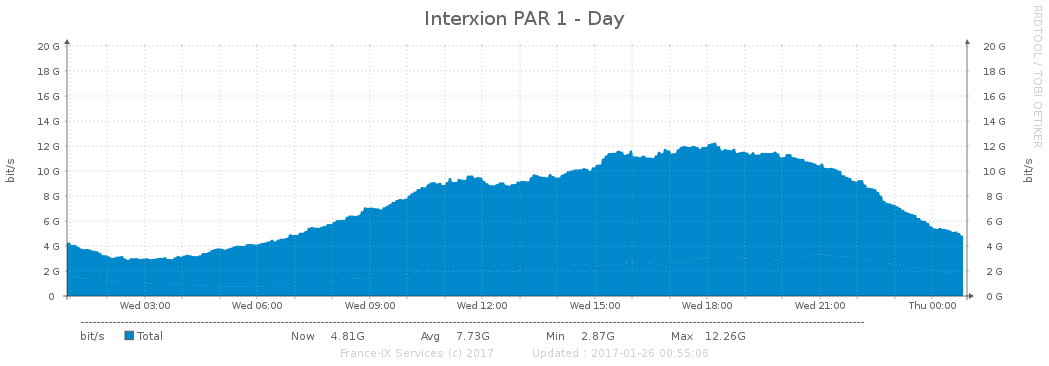 Interxion PAR 1 - Day
RRDTOOL / TOBI OETIKER
bit/s
20 G 20 G
18 G 18 G
16 G 16 G
14 G 14 G
12 G 12 G
10 G 10 G
8 G 8 G
6 G 6 G
4 G 4 G
2 G 2 G
0 0 G
bit/s
Wed 03:00 Wed 06:00 Wed 09:00 Wed 12:00 Wed 15:00 Wed 18:00 Wed 21:00 Thu 00:00
bit/s Total Now 4.81G Avg 7.73G Min 2.87G Max 12.26G
France-IX Services (c) 2017 Updated : 2017-01-26 00:55:06